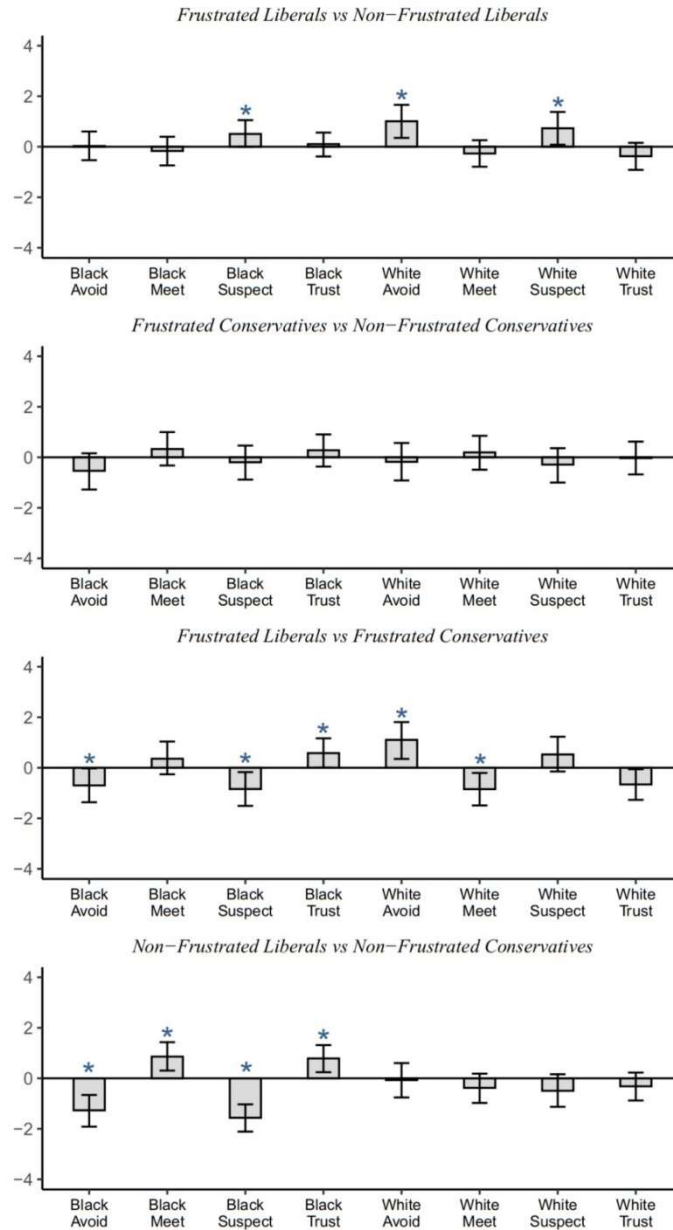 Frustrated Liberals vs Non−Frustrated Liberals
4
*
*
*
2
0
−2
−4
Black Black Black Black White White White White
Avoid Meet Suspect Trust Avoid Meet Suspect Trust
Frustrated Conservatives vs Non−Frustrated Conservatives
4
2
0
−2
−4
Black Black Black Black White White White White
Avoid Meet Suspect Trust Avoid Meet Suspect Trust
Frustrated Liberals vs Frustrated Conservatives
4
*
*
2
* * *
0
−2
−4
Black Black Black Black White White White White
Avoid Meet Suspect Trust Avoid Meet Suspect Trust
Non−Frustrated Liberals vs Non−Frustrated Conservatives
4
* *
2
* *
0
−2
−4
Black Black Black Black White White White White
Avoid Meet Suspect Trust Avoid Meet Suspect Trust